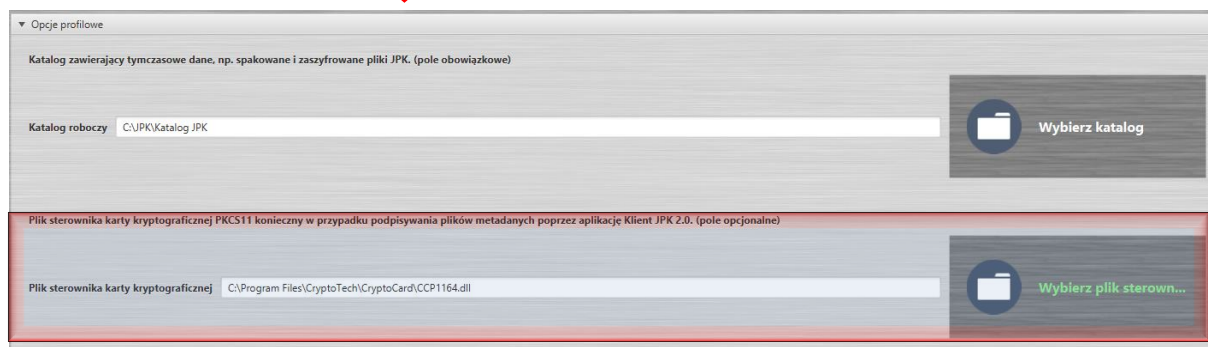 Opcje profilowe
Katalog zawierający tymczasowe dane, np. spakowane i zaszyfrowane pliki JPK. (pole obowiązkowe)
Katalog roboczy C:\JPK\Katalog JPK
Wybierz katalog
Plik sterownika karty kryptograficznej PKCS11 konieczny w przypadku podpisywania plików metadanych poprzez aplikację Klient JPK 2.0. (pole opcjonalne)
Plik sterownika karty kryptograficznej C:\Program Files\CryptoTech\CryptoCard\CCP1164.dll
Wybierz plik sterown...